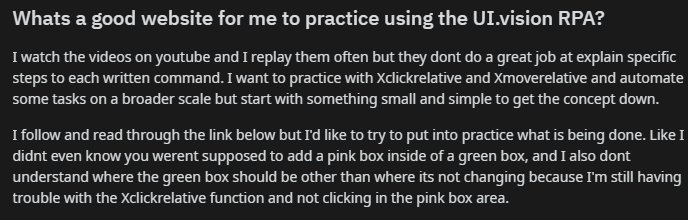 Whats a good website for me to practice using the UI.vision RPA?
I watch the videos on youtube and I replay them often but they dont do a great job at explain specific
steps to each written command. I want to practice with Xclickrelative and Xmoverelative and automate
some tasks on a broader scale but start with something small and simple to get the concept down.
I follow and read through the link below but I'd like to try to put into practice what is being done. Like I
didnt even know you werent supposed to add a pink box inside of a green box, and I also dont
understand where the green box should be other than where its not changing because I'm still having
trouble with the Xclickrelative function and not clicking in the pink box area.